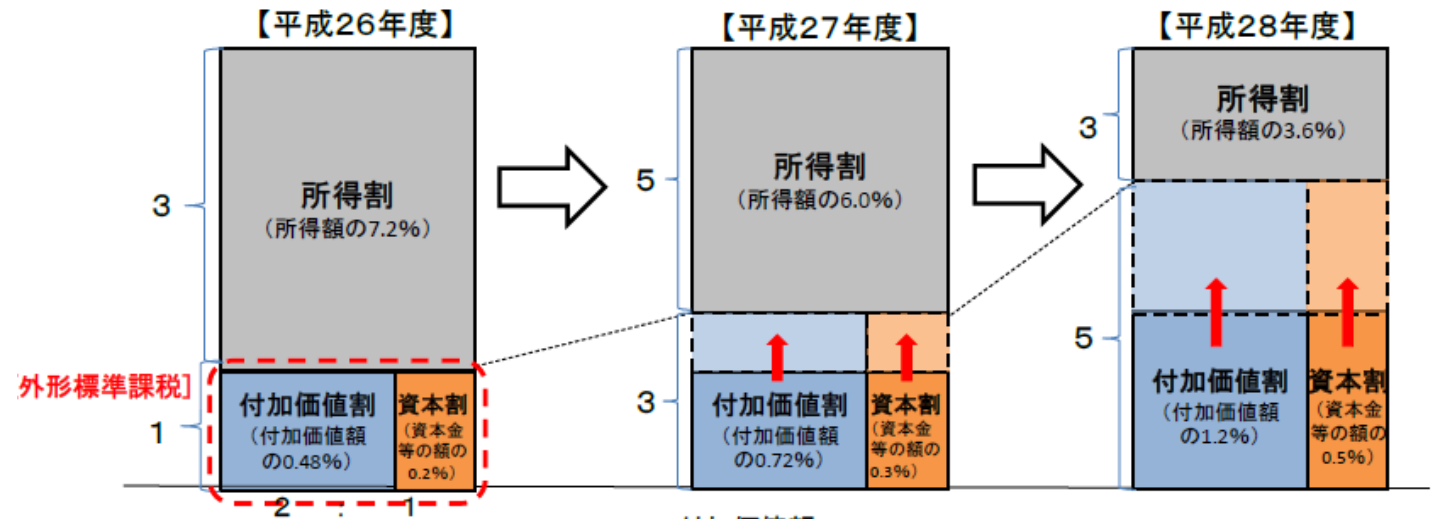 【平成26年度】
3
所得割
（所得額の7.2%）
[外形標準課税]
1
付加価値割
（付加価値額
の0.48%）
資本割
（資本金
等の額の
0.2%）
2 : 1
【平成27年度】
5
所得割
（所得額の6.0%）
3
付加価値割
（付加価値額
の0.72%）
資本割
（資本金
等の額の
0.3%）
【平成28年度】
3
所得割
（所得額の3.6%）
5
付加価値割
（付加価値額
の1.2%）
資本割
（資本金
等の額の
0.5%）